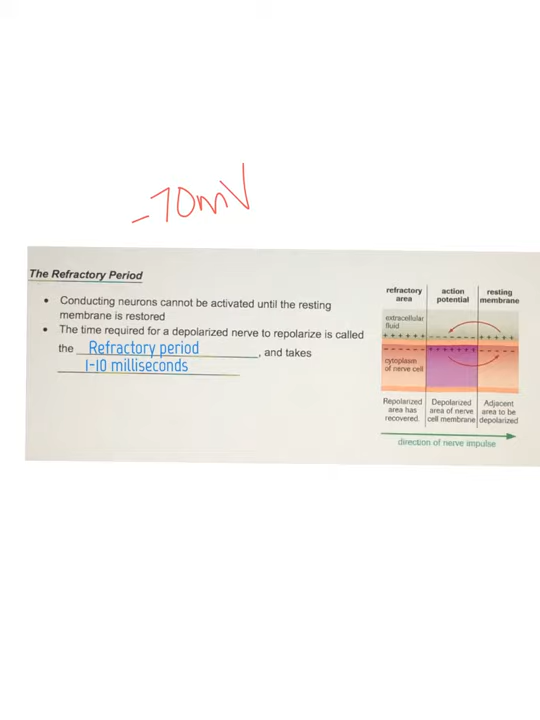 -70mV
The Refractory Period
• Conducting neurons cannot be activated until the resting
membrane is restored
• The time required for a depolarized nerve to repolarize is called
the Refractory period, and takes
1-10 milliseconds
refractory
area
action
potential
resting
membrane
extracellular
fluid
+ + + + + +
- - - - - - -
+ + + + +
- - - - - -
+ + + + + + +
- - - - -
cytoplasm
of nerve cell
Repolarized
area has
recovered.
Depolarized
area of nerve
cell membrane
Adjacent
area to be
depolarized
direction of nerve impulse